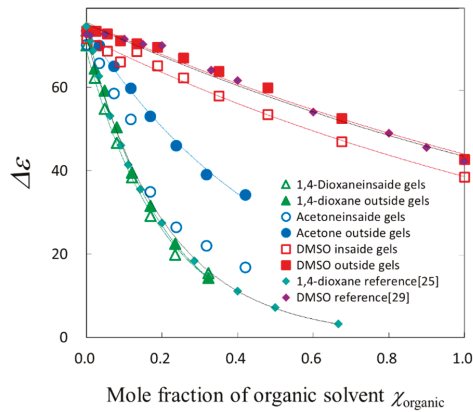 Δε
60
40
20
0
1,4-Dioxaneinsaide gels
1,4-dioxane outside gels
Acetoneinsaide gels
Acetone outside gels
DMSO insaide gels
DMSO outside gels
1,4-dioxane reference[25]
DMSO reference[29]
0.0 0.2 0.4 0.6 0.8 1.0
Mole fraction of organic solvent χorganic